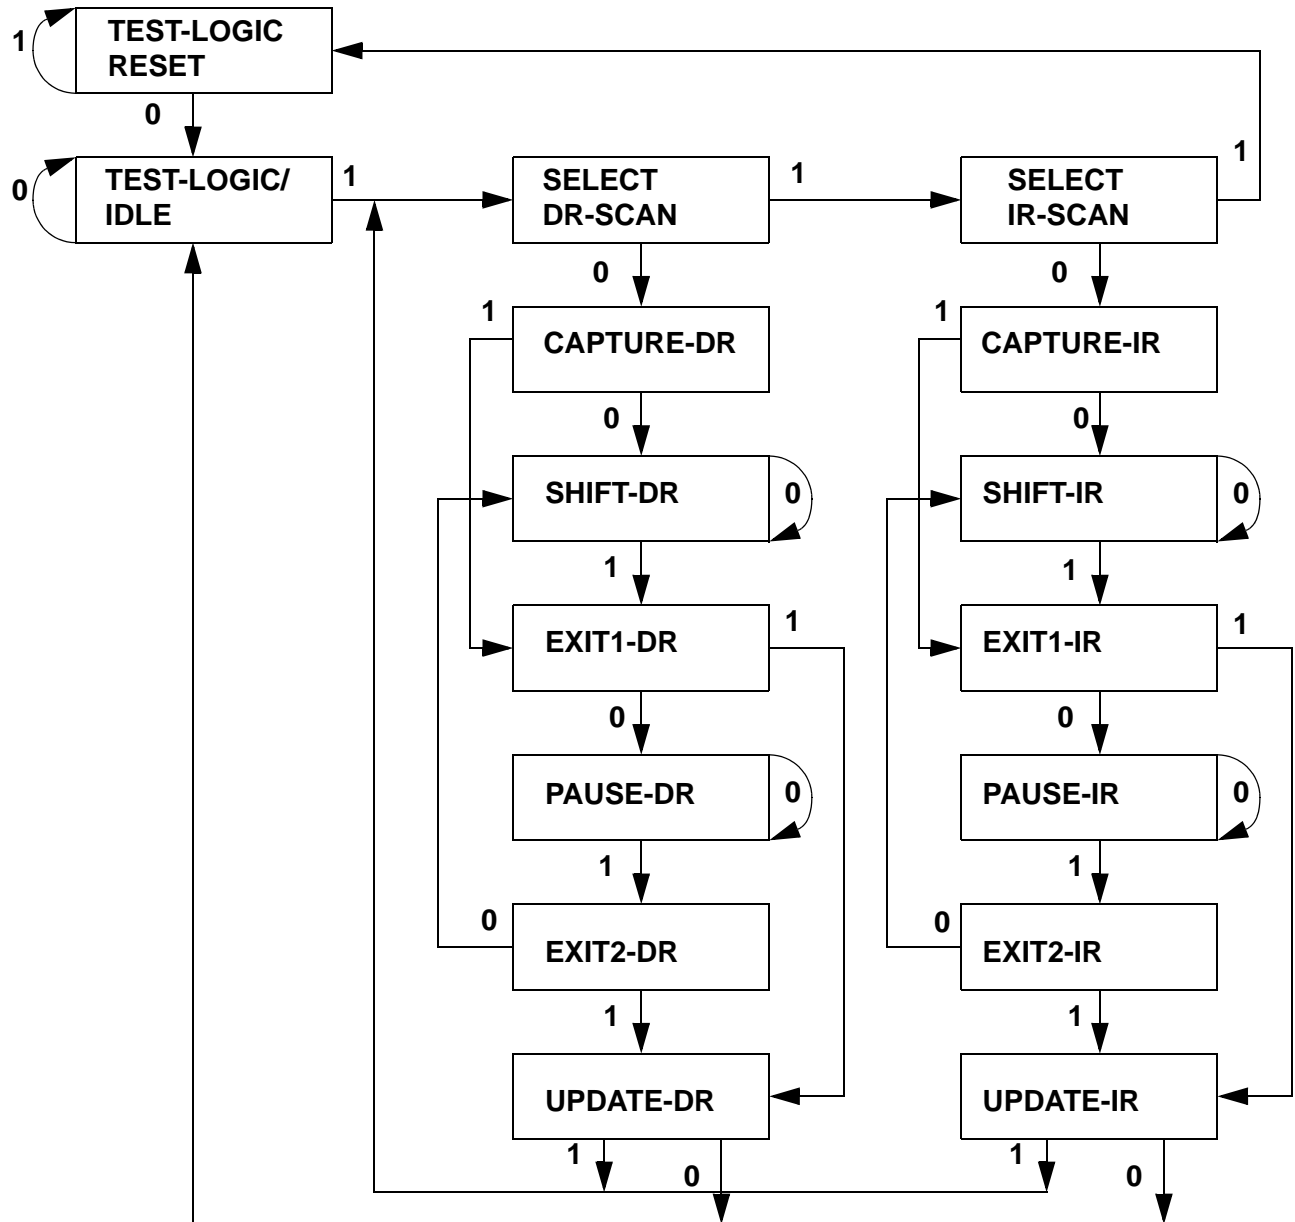 1
TEST-LOGIC
RESET
0
0
TEST-LOGIC/
IDLE
1
SELECT
DR-SCAN
1
SELECT
IR-SCAN
1
0
0
1
CAPTURE-DR
1
CAPTURE-IR
0
0
SHIFT-DR
0
SHIFT-IR
0
1
1
EXIT1-DR
1
EXIT1-IR
1
0
0
PAUSE-DR
0
PAUSE-IR
0
1
1
0
EXIT2-DR
0
EXIT2-IR
1
1
UPDATE-DR
UPDATE-IR
1
0
1
0